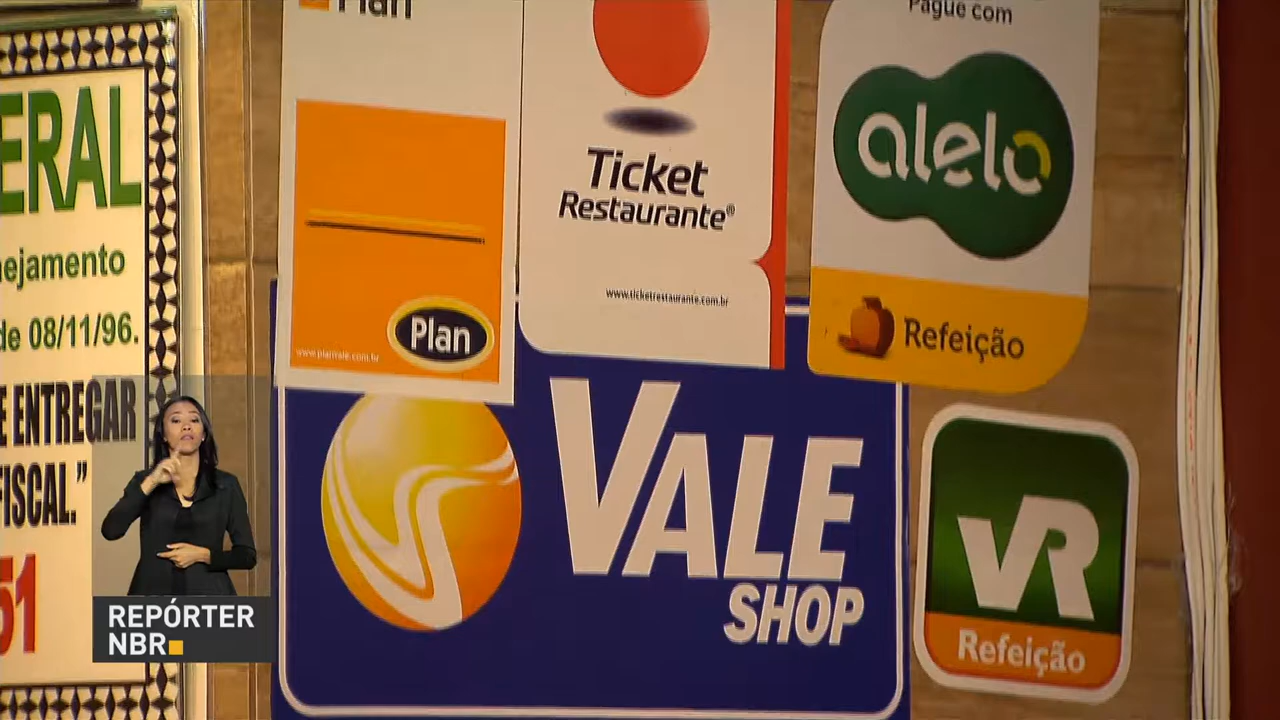 ERAL
nejamento
de 08/11/96.
E ENTREGAR
FISCAL."
51
Plan
Plan
www.planvale.com.br
Ticket
Restaurante®
www.ticketrestaurante.com.br
Pague com
alelo
Refeição
VALE
SHOP
VR
Refeição
REPÓRTER
NBR